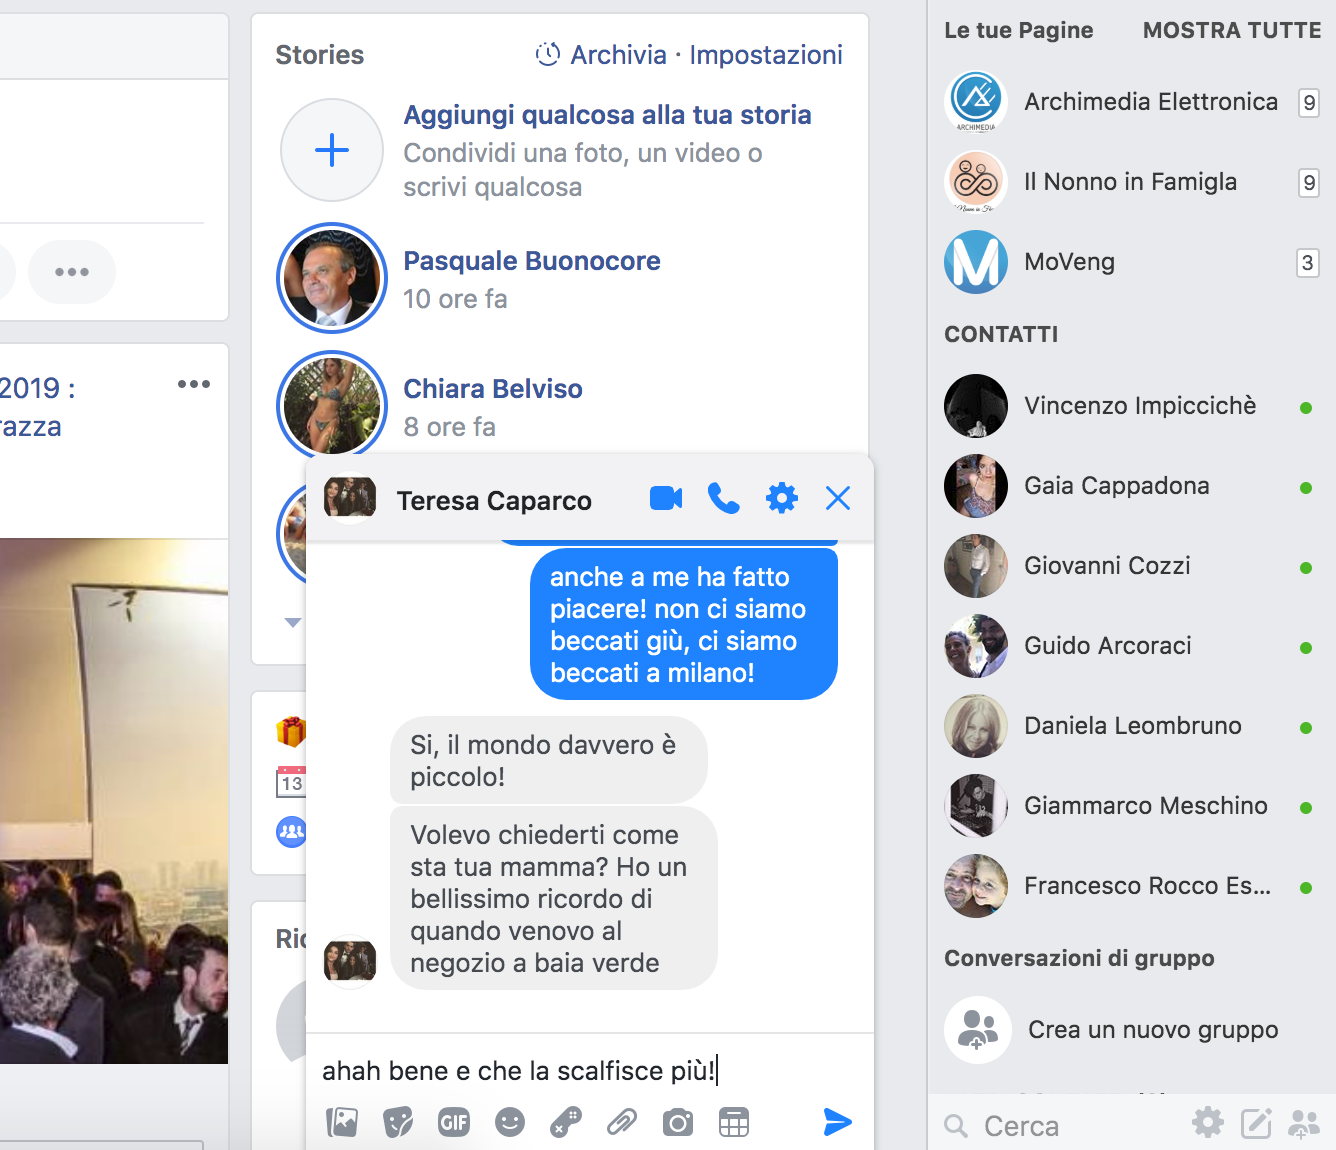 2019 :
razza
Stories
Archivia · Impostazioni
Aggiungi qualcosa alla tua storia
Condividi una foto, un video o
scrivi qualcosa
Pasquale Buonocore
10 ore fa
Chiara Belviso
8 ore fa
13
Ric
Teresa Caparco
anche a me ha fatto
piacere! non ci siamo
beccati giù, ci siamo
beccati a milano!
Si, il mondo davvero è
piccolo!
Volevo chiederti come
sta tua mamma? Ho un
bellissimo ricordo di
quando venovo al
negozio a baia verde
ahah bene e che la scalfisce più!
GIF
Le tue Pagine
MOSTRA TUTTE
ARCHIMEDIA
Archimedia Elettronica
9
Il Nonno in Famigla
9
M
MoVeng
3
CONTATTI
Vincenzo Impiccichè
Gaia Cappadona
Giovanni Cozzi
Guido Arcoraci
Daniela Leombruno
Giammarco Meschino
Francesco Rocco Es...
Conversazioni di gruppo
Crea un nuovo gruppo
Cerca